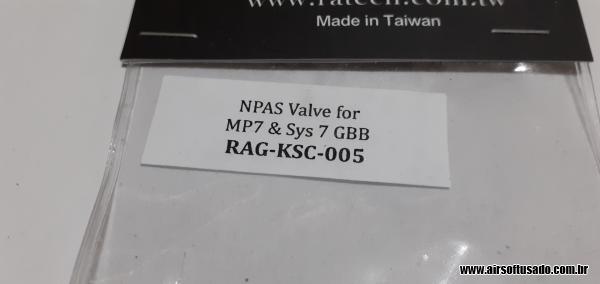 www.ratech.com.tw
Made in Taiwan
NPAS Valve for
MP7 & Sys 7 GBB
RAG-KSC-005
www.airsoftusado.com.br